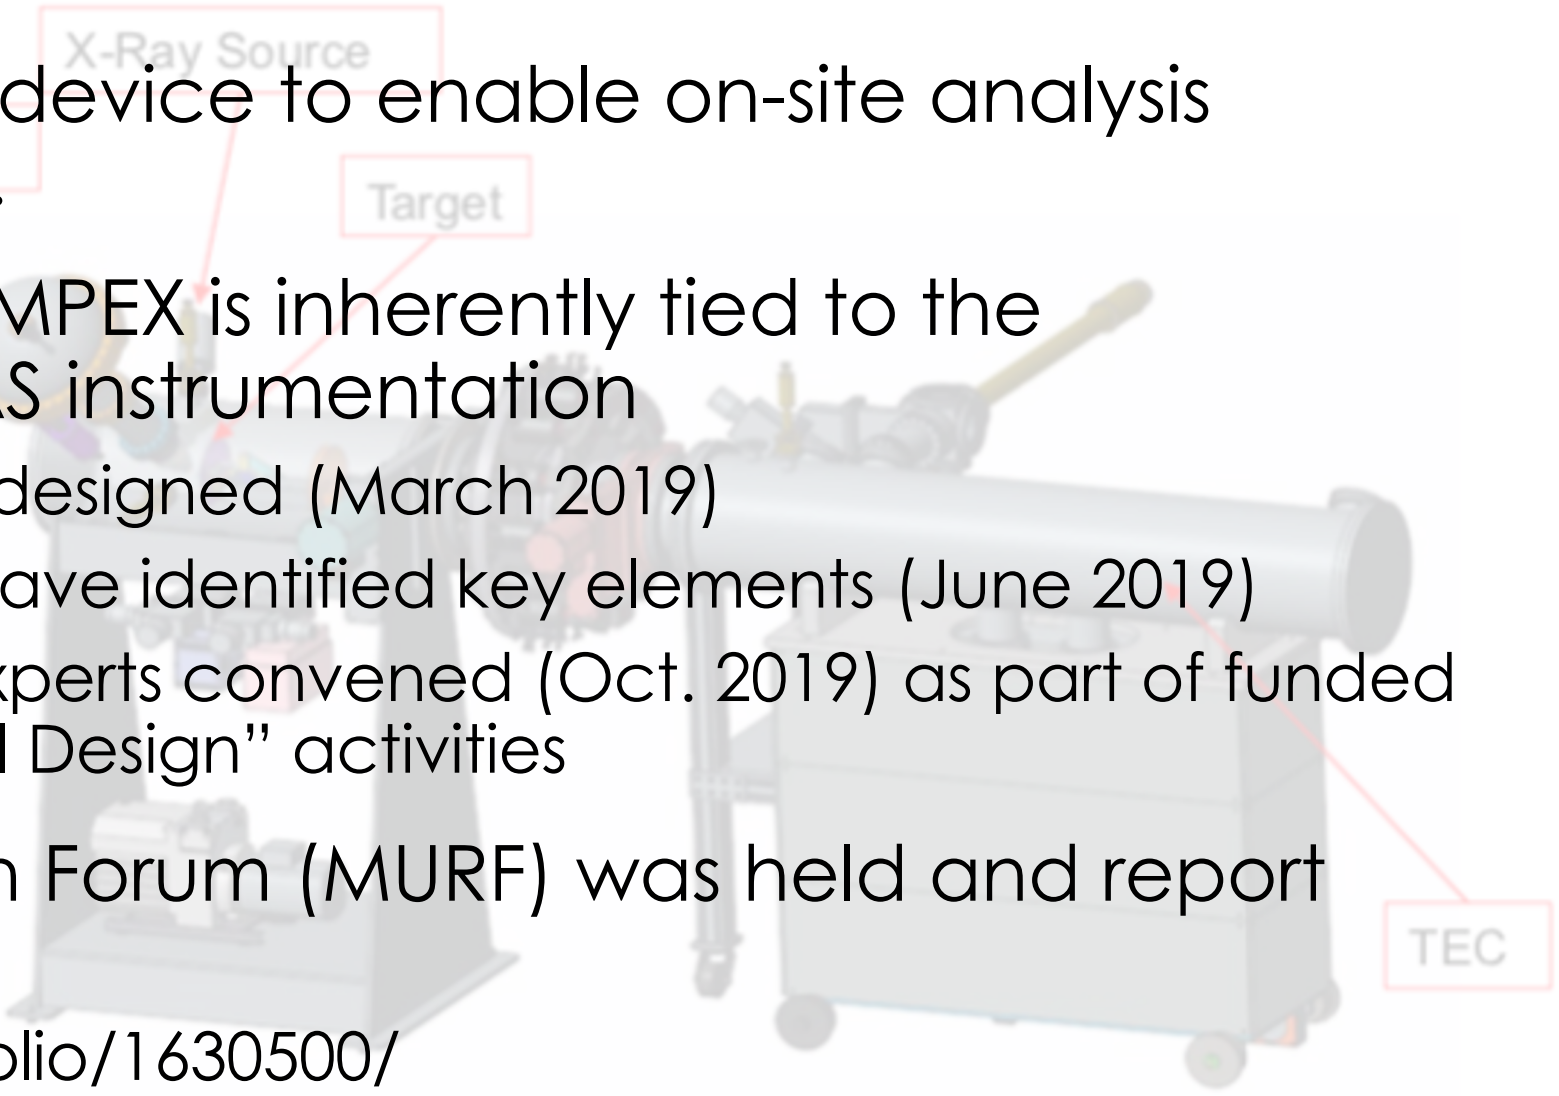 X-Ray Source
device to enable on-site analysis
Target
MPEX is inherently tied to the
AS instrumentation
designed (March 2019)
ave identified key elements (June 2019)
xperts convened (Oct. 2019) as part of funded
l Design” activities
n Forum (MURF) was held and report
TEC
olio/1630500/